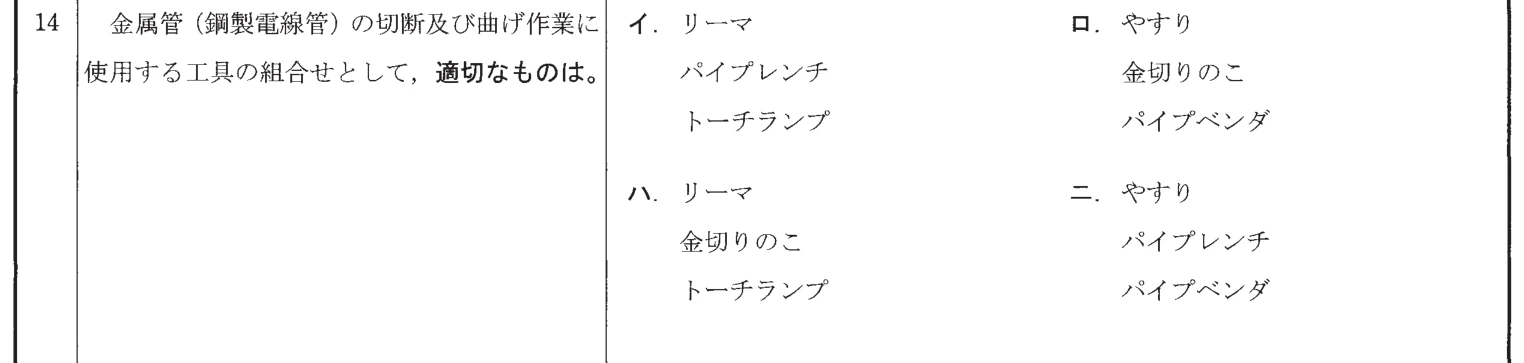 14
金属管(鋼製電線管)の切断及び曲げ作業に
使用する工具の組合せとして,適切なものは。
イ.リーマ
パイプレンチ
トーチランプ
ロ.やすり
金切りのこ
パイプベンダ
ハ.リーマ
金切りのこ
トーチランプ
ニ.やすり
パイプレンチ
パイプベンダ